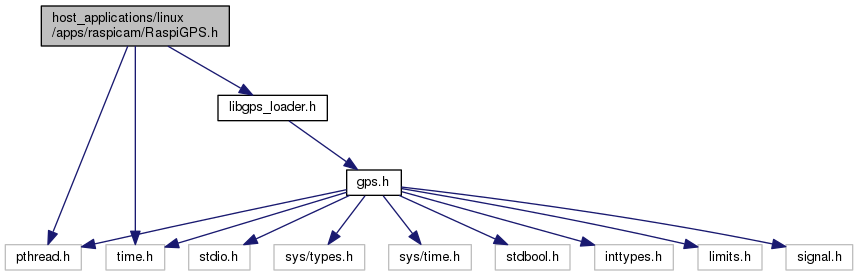 host_applications/linux
/apps/raspicam/RaspiGPS.h
libgps_loader.h
gps.h
pthread.h
time.h
stdio.h
sys/types.h
sys/time.h
stdbool.h
inttypes.h
limits.h
signal.h